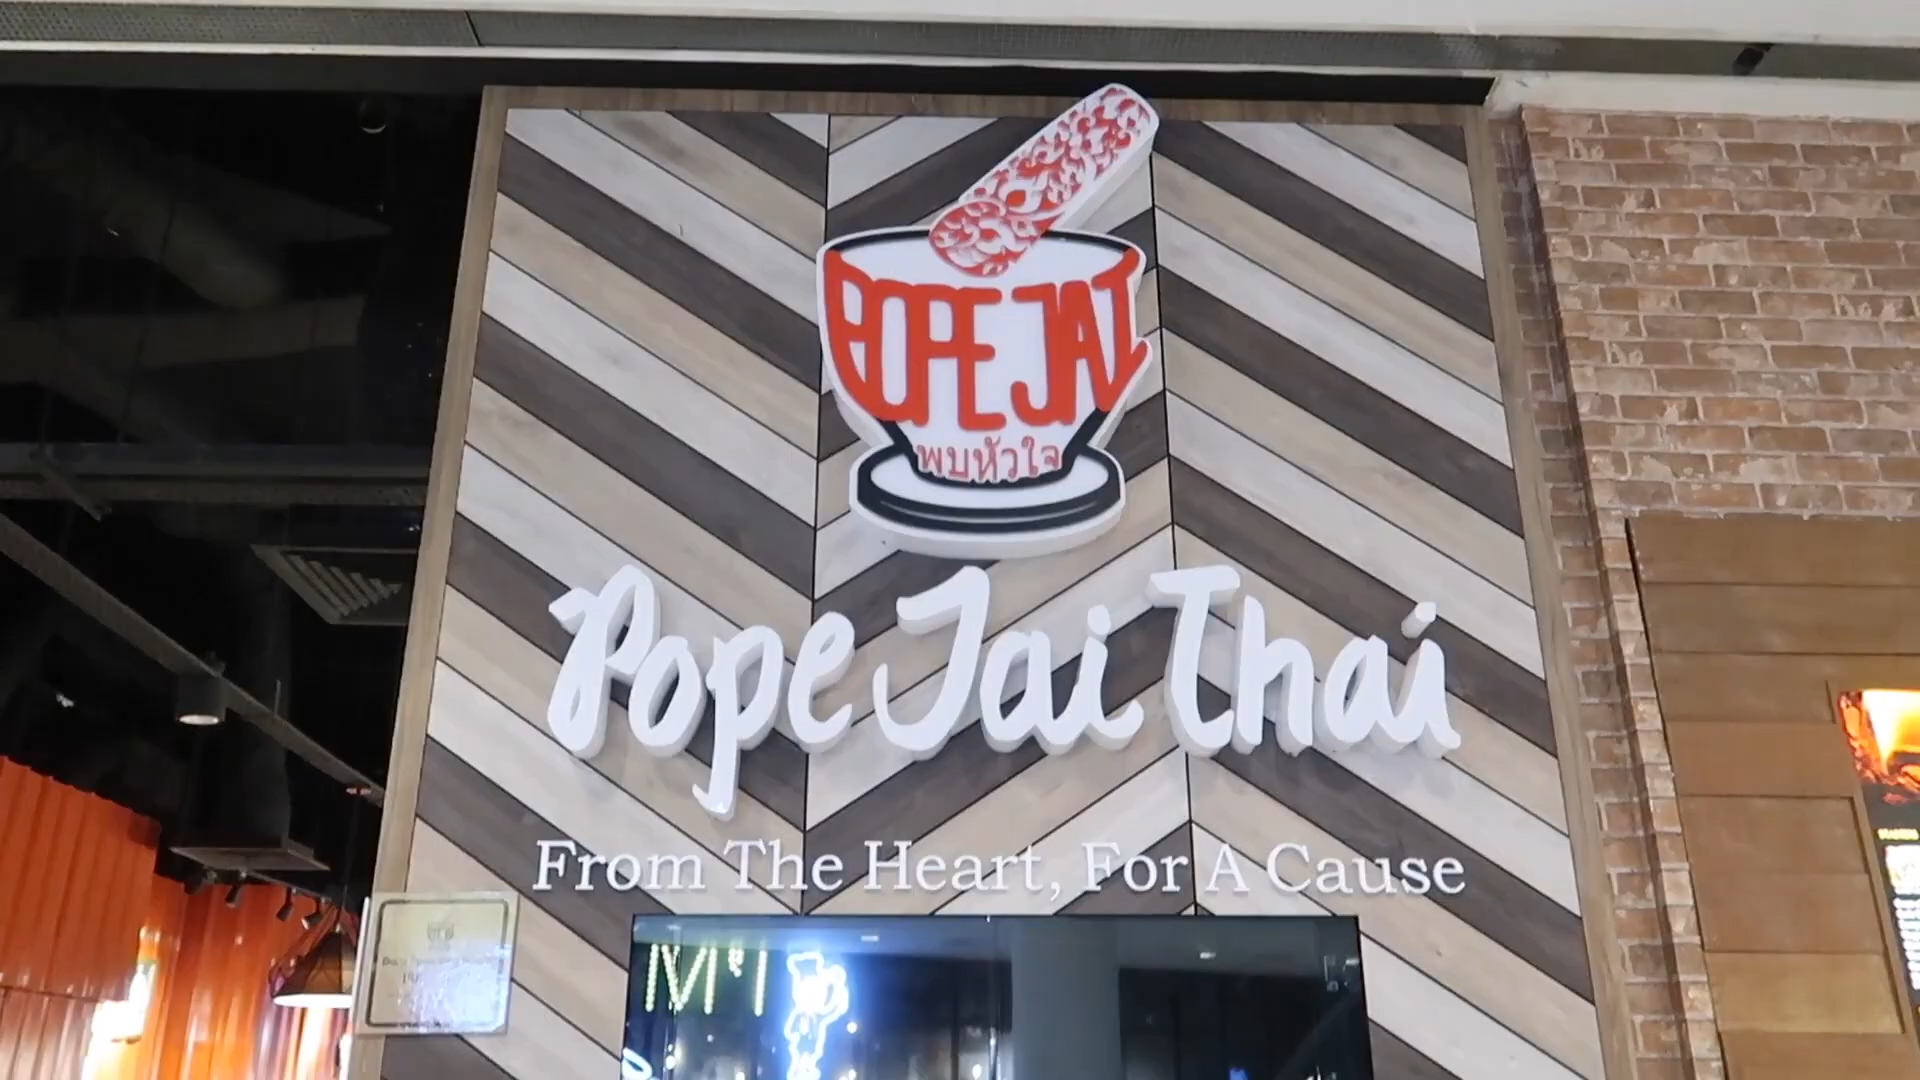 POPE JAI
พบหัวใจ
Pope Jai Thai
From The Heart, For A Cause